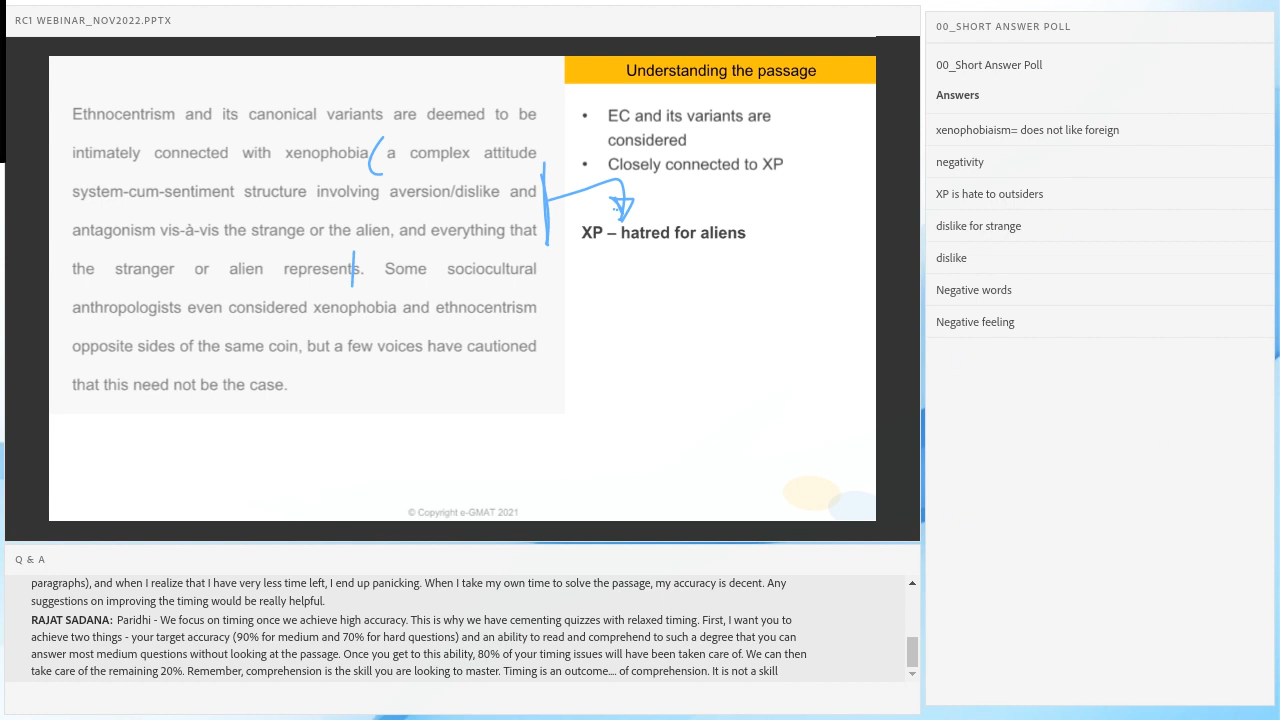 RC1 WEBINAR_NOV2022.PPTX
Ethnocentrism and its canonical variants are deemed to be
intimately connected with xenophobia, a complex attitude
system-cum-sentiment structure involving aversion/dislike and
antagonism vis-à-vis the strange or the alien, and everything that
the stranger or alien represents. Some sociocultural
anthropologists even considered xenophobia and ethnocentrism
opposite sides of the same coin, but a few voices have cautioned
that this need not be the case.
Understanding the passage
• EC and its variants are
considered
• Closely connected to XP
XP – hatred for aliens
© Copyright e-GMAT 2021
Q & A
paragraphs), and when I realize that I have very less time left, I end up panicking. When I take my own time to solve the passage, my accuracy is decent. Any
suggestions on improving the timing would be really helpful.
RAJAT SADANA: Paridhi - We focus on timing once we achieve high accuracy. This is why we have cementing quizzes with relaxed timing. First, I want you to
achieve two things - your target accuracy (90% for medium and 70% for hard questions) and an ability to read and comprehend to such a degree that you can
answer most medium questions without looking at the passage. Once you get to this ability, 80% of your timing issues will have been taken care of. We can then
take care of the remaining 20%. Remember, comprehension is the skill you are looking to master. Timing is an outcome.... of comprehension. It is not a skill
00_SHORT ANSWER POLL
00_Short Answer Poll
Answers
xenophobiaism= does not like foreign
negativity
XP is hate to outsiders
dislike for strange
dislike
Negative words
Negative feeling